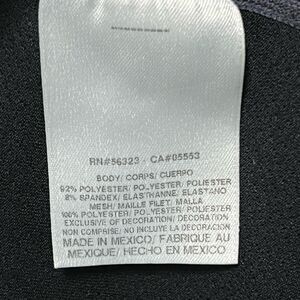 RN#56323 - CA#05553
BODY/ CORPS/ CUERPO
92% POLYESTER/ POLYESTER/ POLIESTER
8% SPANDEX/ ELASTHANNE/ ELASTANO
MESH/ MAILLE FILET/ MALLA
100% POLYESTER/ POLYESTER/ POLIESTER
EXCLUSIVE OF DECORATION/ DECORATION
NON COMPRISE/ NO INCLUYE LA DECORACION
MADE IN MEXICO/ FABRIQUE AU
MEXIQUE/ HECHO EN MEXICO